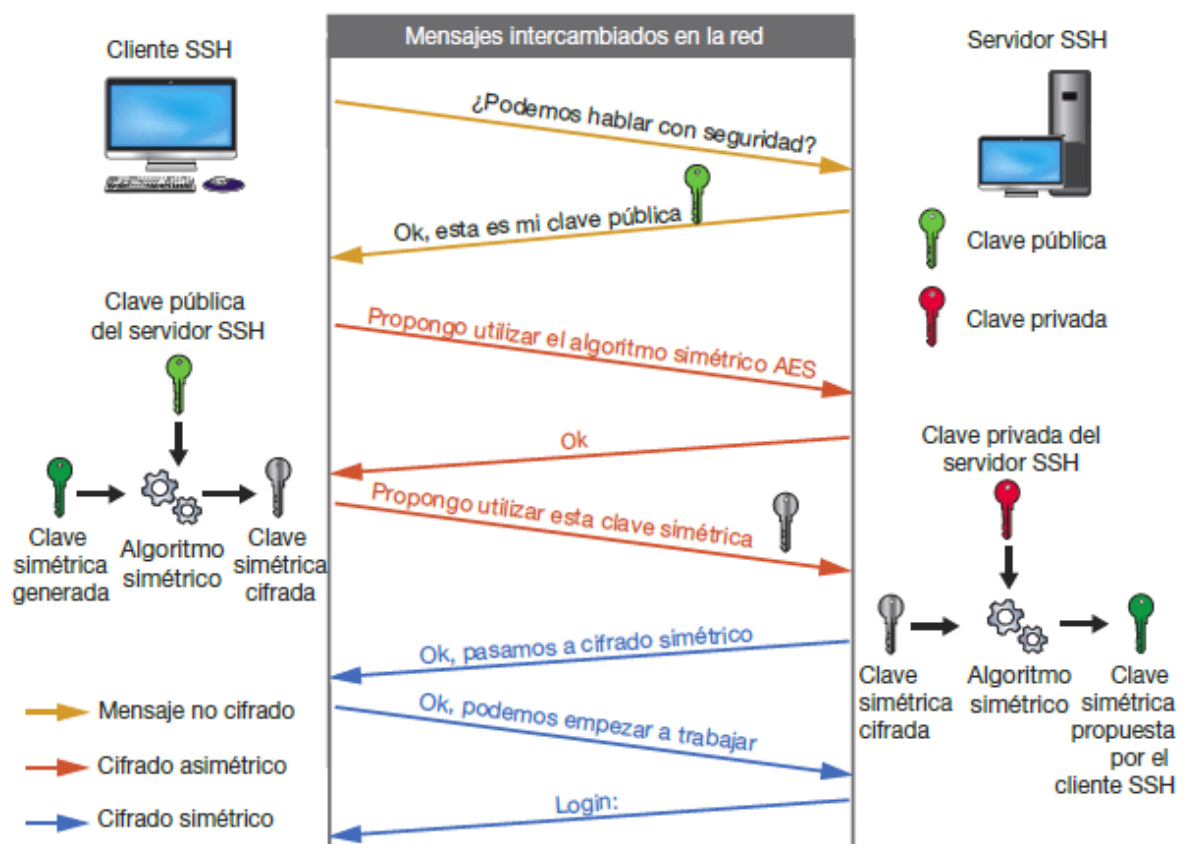 Mensajes intercambiados en la red
Cliente SSH
Servidor SSH
¿Podemos hablar con seguridad?
Ok, esta es mi clave pública
Clave pública
Clave privada
Clave pública
del servidor SSH
Propongo utilizar el algoritmo simétrico AES
Ok
Clave privada del
servidor SSH
Propongo utilizar esta clave simétrica
Clave
simétrica
generada
Algoritmo
simétrico
Clave
simétrica
cifrada
Ok, pasamos a cifrado simétrico
Clave
simétrica
cifrada
Algoritmo
simétrico
Clave
simétrica
propuesta
por el
cliente SSH
Ok, podemos empezar a trabajar
Login:
Mensaje no cifrado
Cifrado asimétrico
Cifrado simétrico